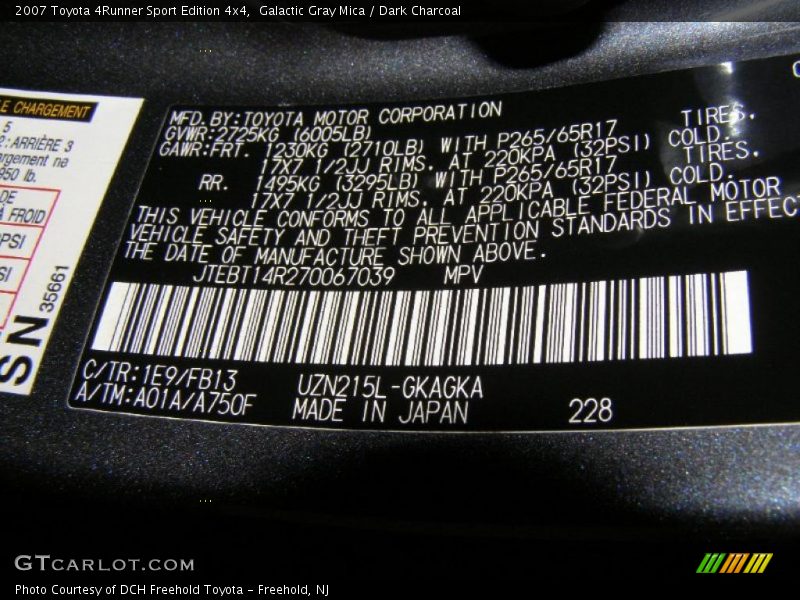 2007 Toyota 4Runner Sport Edition 4x4,  Galactic Gray Mica / Dark Charcoal
LE CHARGEMENT
5
2: ARRIÈRE 3
argement ne
950 lb.
DE
À FROID
PSI
SI
SN
35661
MFD. BY: TOYOTA MOTOR CORPORATION
GVWR: 2725KG (6005LB)
GAWR: FRT. 1230KG (2710LB) WITH P265/65R17 TIRES,
17X7 1/2JJ RIMS, AT 220KPA (32PSI) COLD.
RR. 1495KG (3295LB) WITH P265/65R17 TIRES,
17X7 1/2JJ RIMS, AT 220KPA (32PSI) COLD.
THIS VEHICLE CONFORMS TO ALL APPLICABLE FEDERAL MOTOR
VEHICLE SAFETY AND THEFT PREVENTION STANDARDS IN EFFECT
THE DATE OF MANUFACTURE SHOWN ABOVE.
JTEBT14R270067039 MPV
C/TR: 1E9/FB13 UZN215L-GKAGKA
A/TM: A01A/A750F MADE IN JAPAN 228
GTCARLOT.COM
Photo Courtesy of DCH Freehold Toyota - Freehold, NJ